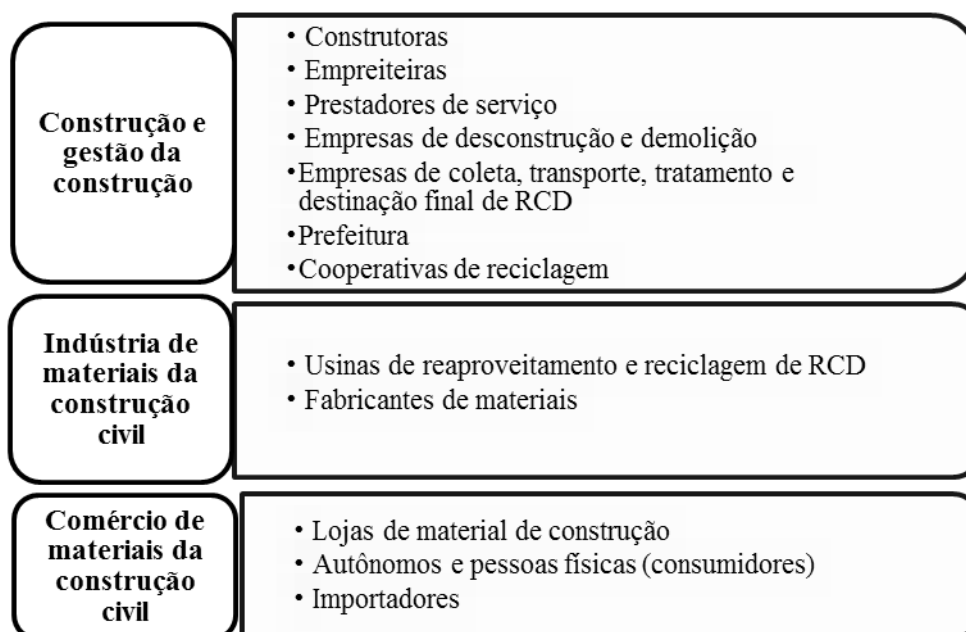 Construção e
gestão da
construção
• Construtoras
• Empreiteiras
• Prestadores de serviço
• Empresas de desconstrução e demolição
•Empresas de coleta, transporte, tratamento e
destinação final de RCD
•Prefeitura
•Cooperativas de reciclagem
Indústria de
materiais da
construção
civil
• Usinas de reaproveitamento e reciclagem de RCD
• Fabricantes de materiais
Comércio de
materiais da
construção
civil
• Lojas de material de construção
• Autônomos e pessoas físicas (consumidores)
• Importadores